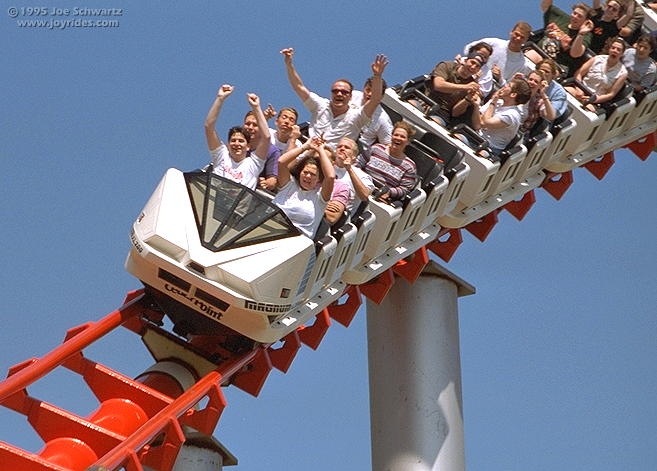 ©1995 Joe Schwartz
www.joyrides.com
CEDAR POINT
MAGNUM